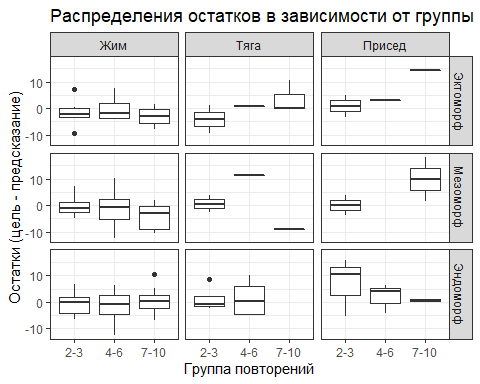 Распределения остатков в зависимости от группы
Жим Тяга Присед
Остатки (цель - предсказание)
10
0
-10
Эктоморф
10
0
-10
Мезоморф
10
0
-10
Эндоморф
2-3 4-6 7-10 2-3 4-6 7-10 2-3 4-6 7-10
Группа повторений